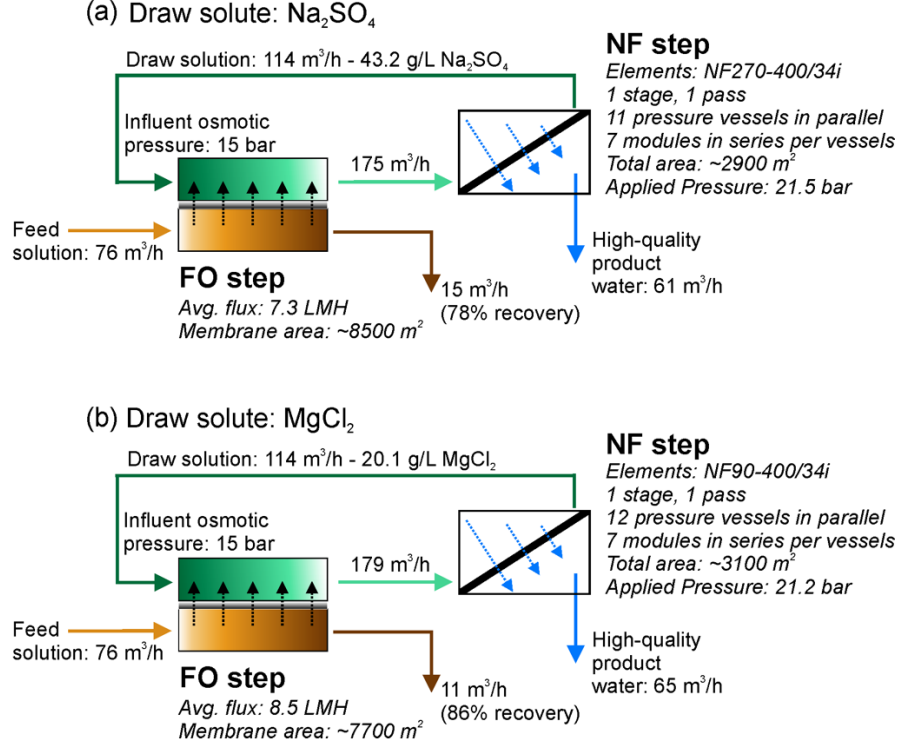 (a) Draw solute: Na₂SO₄
Draw solution: 114 m³/h - 43.2 g/L Na₂SO₄
Influent osmotic
pressure: 15 bar
175 m³/h
Feed
solution: 76 m³/h
FO step
Avg. flux: 7.3 LMH
Membrane area: ~8500 m²
15 m³/h
(78% recovery)
NF step
Elements: NF270-400/34i
1 stage, 1 pass
11 pressure vessels in parallel
7 modules in series per vessels
Total area: ~2900 m²
Applied Pressure: 21.5 bar
High-quality
product
water: 61 m³/h
(b) Draw solute: MgCl₂
Draw solution: 114 m³/h - 20.1 g/L MgCl₂
Influent osmotic
pressure: 15 bar
179 m³/h
Feed
solution: 76 m³/h
FO step
Avg. flux: 8.5 LMH
Membrane area: ~7700 m²
11 m³/h
(86% recovery)
NF step
Elements: NF90-400/34i
1 stage, 1 pass
12 pressure vessels in parallel
7 modules in series per vessels
Total area: ~3100 m²
Applied Pressure: 21.2 bar
High-quality
product
water: 65 m³/h